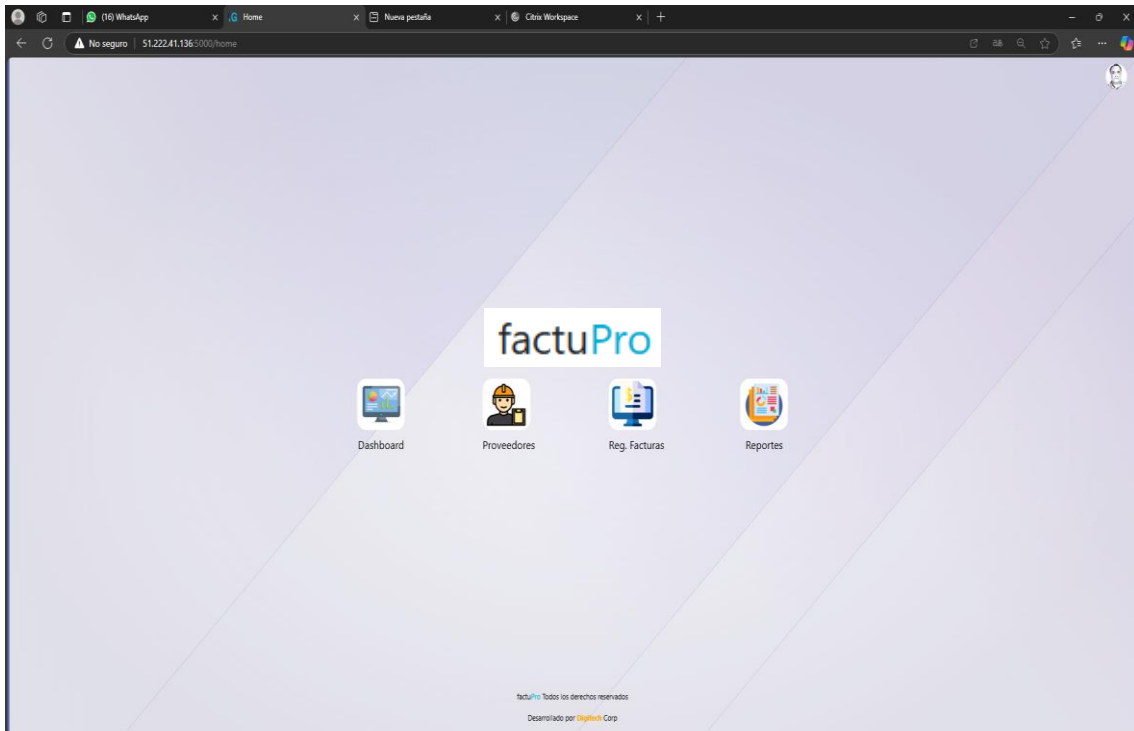 (16) WhatsApp
.G Home
Nueva pestaña
Citrix Workspace
No seguro
51.222.41.136:5000/home
factuPro
Dashboard
Proveedores
Reg. Facturas
Reportes
factuPro Todos los derechos reservados
Desarrollado por Digitech Corp